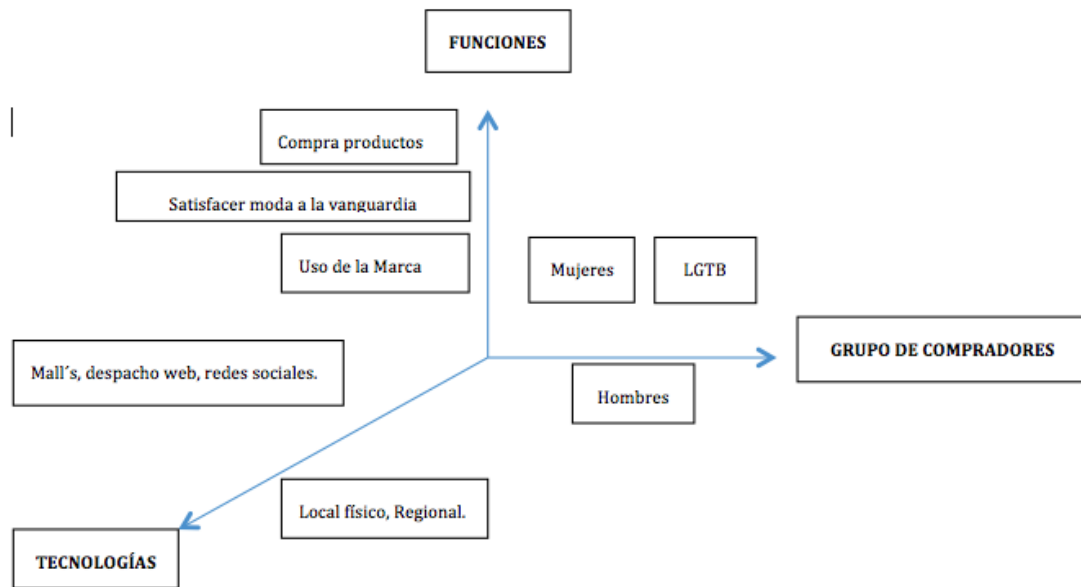 FUNCIONES
Compra productos
Satisfacer moda a la vanguardia
Uso de la Marca
Mujeres
LGTB
GRUPO DE COMPRADORES
Mall´s, despacho web, redes sociales.
Hombres
Local físico, Regional.
TECNOLOGÍAS